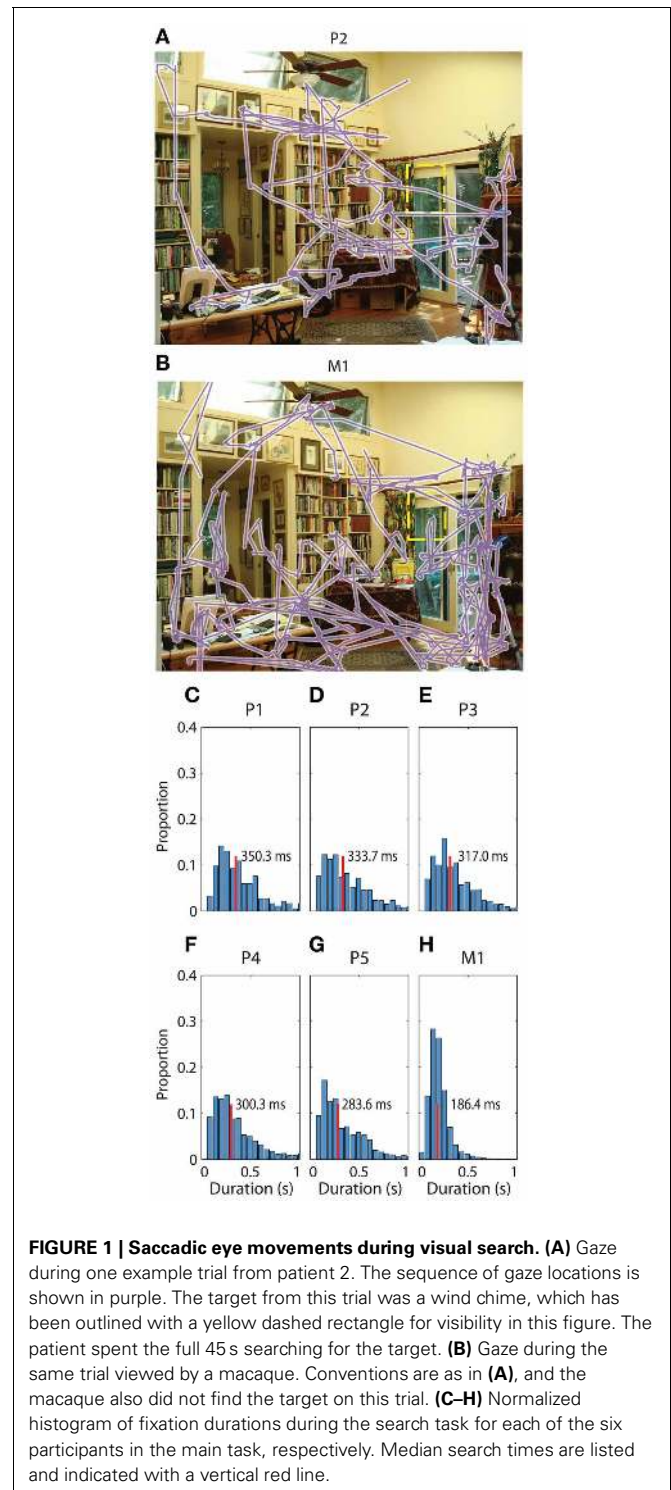 A
P2
B
M1
C
P1
D
P2
E
P3
0.4
0.3
0.2
0.1
0
Proportion
350.3 ms
333.7 ms
317.0 ms
F
P4
G
P5
H
M1
0.4
0.3
0.2
0.1
0
Proportion
300.3 ms
283.6 ms
186.4 ms
0
0.5
1
0
0.5
1
0
0.5
1
Duration (s)
Duration (s)
Duration (s)
FIGURE 1 | Saccadic eye movements during visual search. (A) Gaze
during one example trial from patient 2. The sequence of gaze locations is
shown in purple. The target from this trial was a wind chime, which has
been outlined with a yellow dashed rectangle for visibility in this figure. The
patient spent the full 45 s searching for the target. (B) Gaze during the
same trial viewed by a macaque. Conventions are as in (A), and the
macaque also did not find the target on this trial. (C–H) Normalized
histogram of fixation durations during the search task for each of the six
participants in the main task, respectively. Median search times are listed
and indicated with a vertical red line.